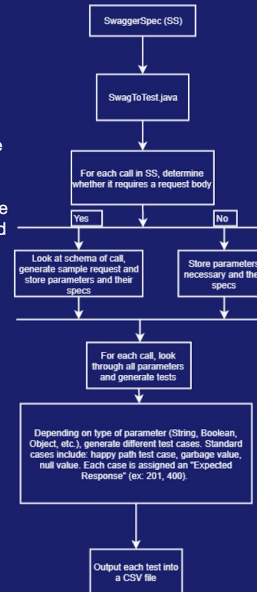 SwaggerSpec (SS)
SwagToTest.java
For each call in SS, determine
whether it requires a request body
Yes
No
Look at schema of call,
generate sample request and
store parameters and their
specs
Store parameters
necessary and the
specs
For each call, look
through all parameters
and generate tests
Depending on type of parameter (String, Boolean,
Object, etc.), generate different test cases. Standard
cases include: happy path test case, garbage value,
null value. Each case is assigned an "Expected
Response" (ex: 201, 400).
Output each test into
a CSV file